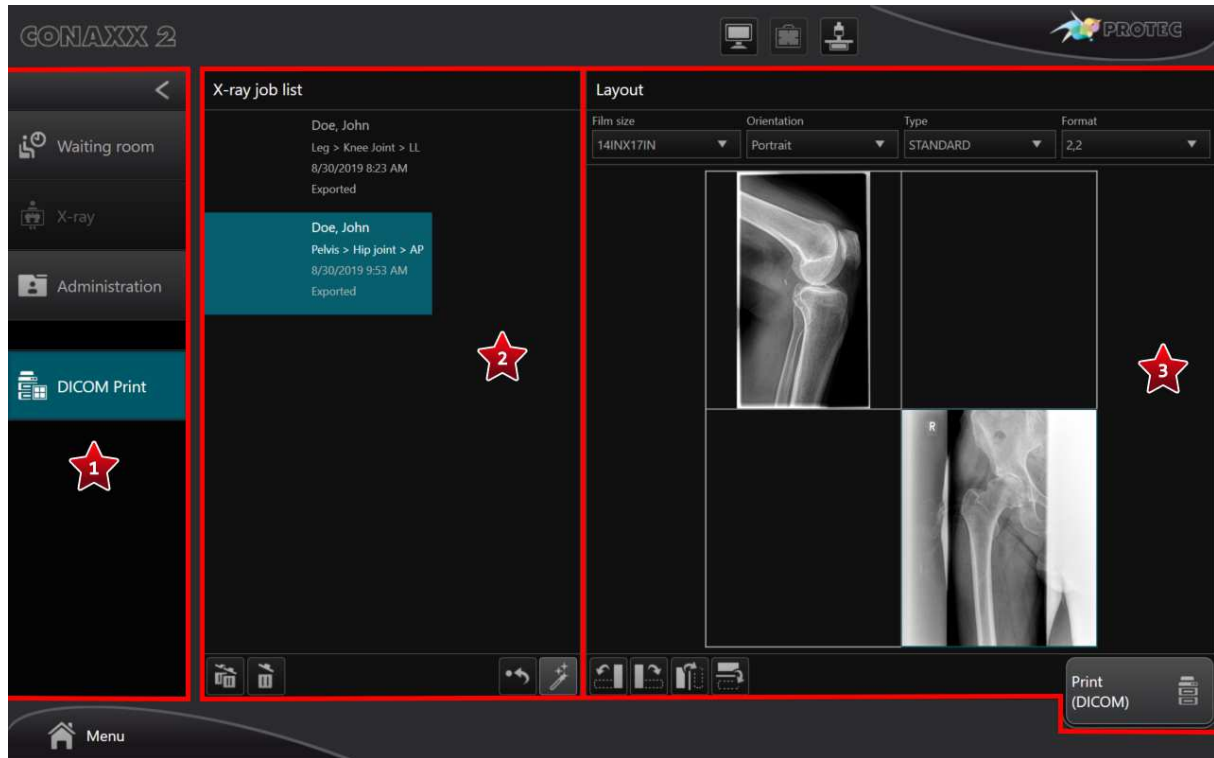 CONAXX 2
PROTEC
Waiting room
X-ray
Administration
DICOM Print
1
X-ray job list
Doe, John
Leg > Knee Joint > LL
8/30/2019 8:23 AM
Exported
Doe, John
Pelvis > Hip joint > AP
8/30/2019 9:53 AM
Exported
2
Layout
Film size
Orientation
Type
Format
14INX17IN
Portrait
STANDARD
2,2
R
3
Print
(DICOM)
Menu